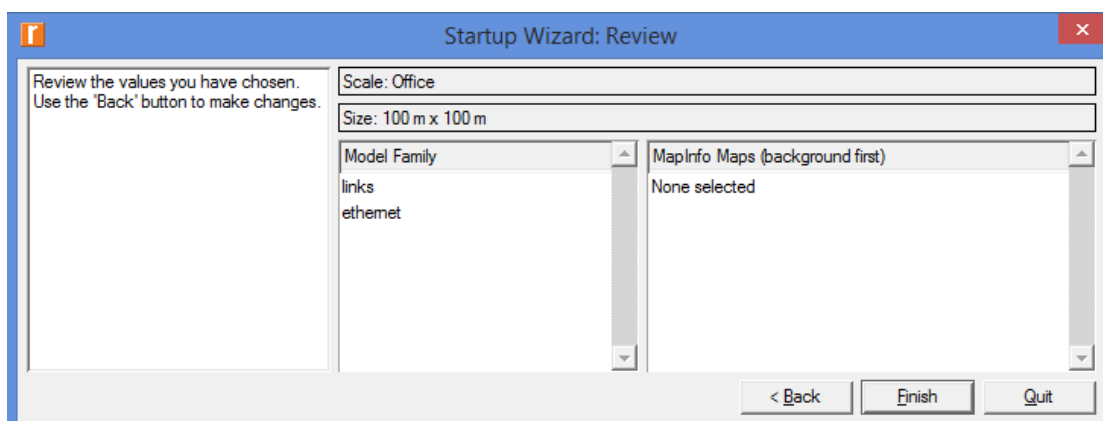 Startup Wizard: Review
Review the values you have chosen.
Use the 'Back' button to make changes.
Scale: Office
Size: 100 m x 100 m
Model Family
links
ethernet
MapInfo Maps (background first)
None selected
< Back
Finish
Quit